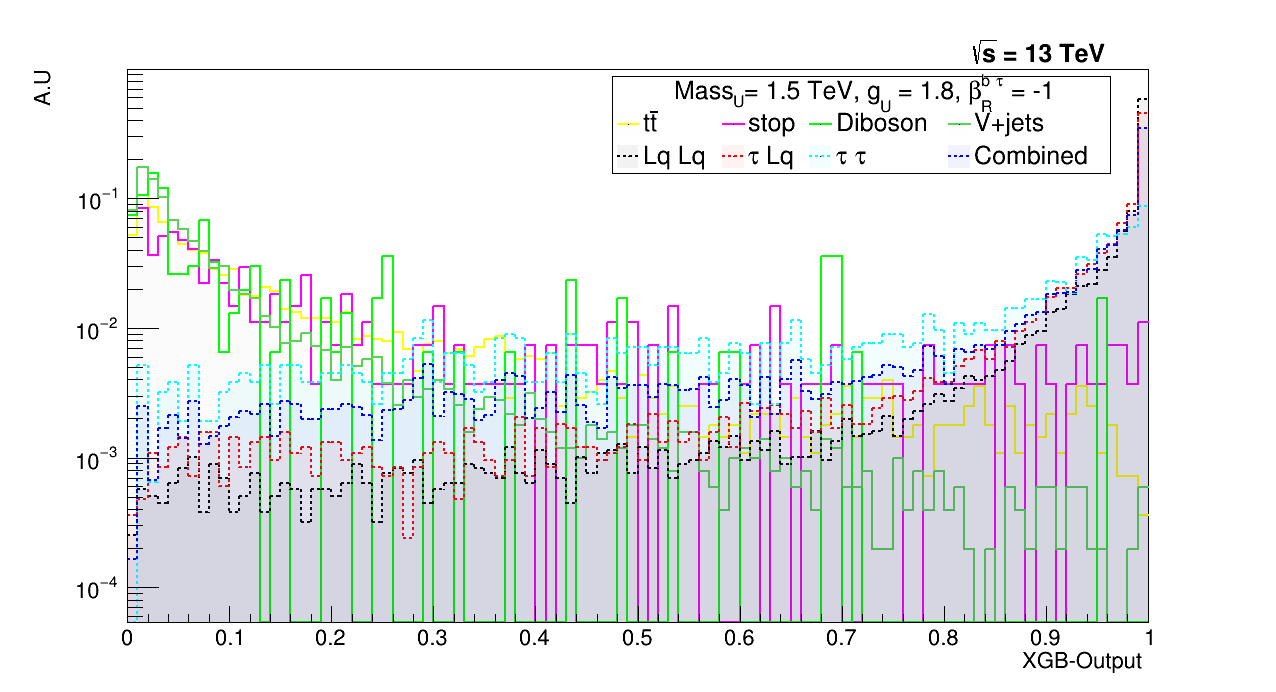 √s = 13 TeV
A.U
Mass_U= 1.5 TeV, g_U = 1.8, β_R^{b τ} = -1
tt̄ stop Diboson V+jets
Lq Lq τ Lq τ τ Combined
10⁻¹
10⁻²
10⁻³
10⁻⁴
0 0.1 0.2 0.3 0.4 0.5 0.6 0.7 0.8 0.9 1
XGB-Output